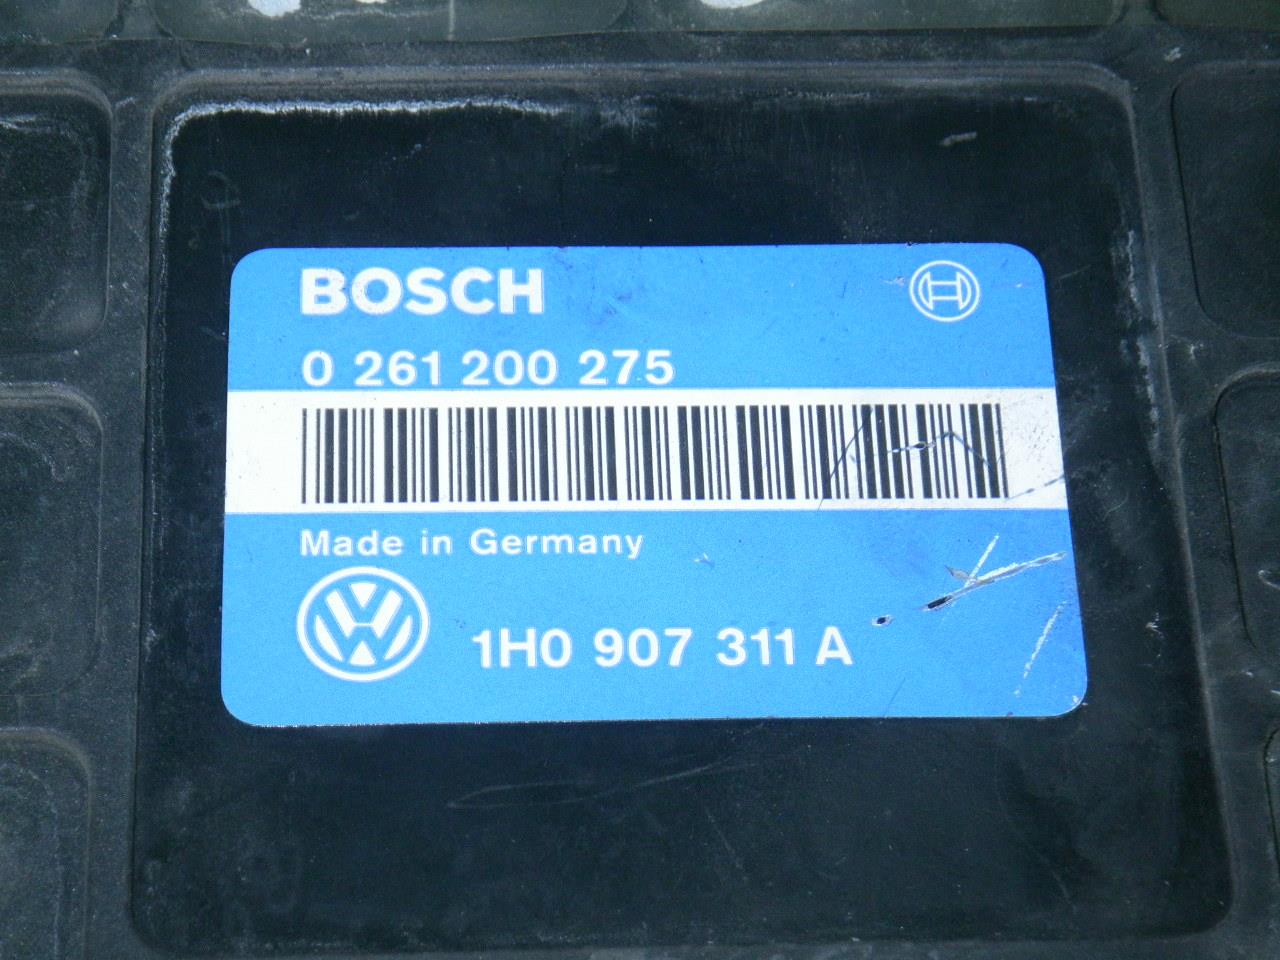 BOSCH
0 261 200 275
Made in Germany
1H0 907 311 A